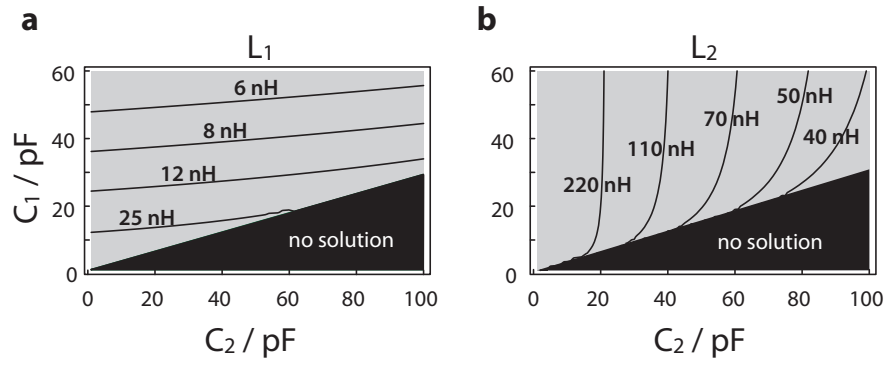 a
L₁
C₁ / pF
60
40
20
0
6 nH
8 nH
12 nH
25 nH
no solution
0 20 40 60 80 100
C₂ / pF
b
L₂
60
40
20
0
220 nH
110 nH
70 nH
50 nH
40 nH
no solution
0 20 40 60 80 100
C₂ / pF